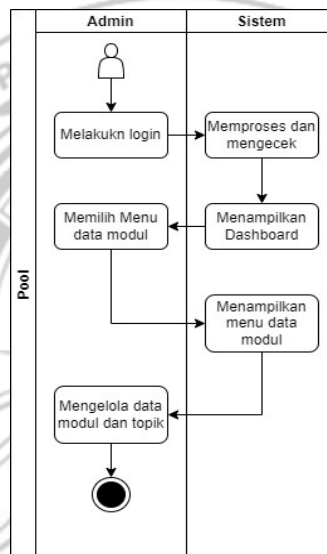 Admin
Sistem
Pool
Melakukn login
Memproses dan
mengecek
Memilih Menu
data modul
Menampilkan
Dashboard
Menampilkan
menu data
modul
Mengelola data
modul dan topik